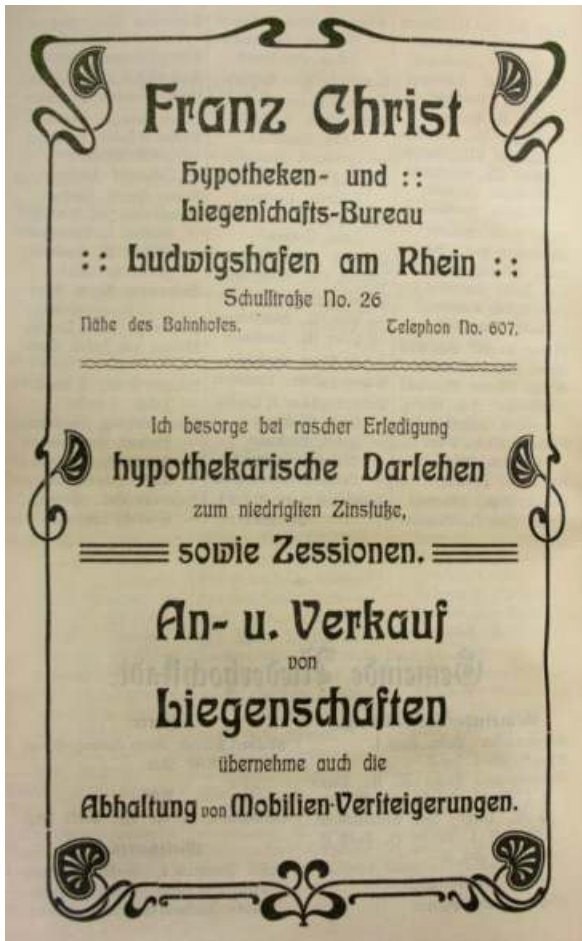 Franz Christ
Hypotheken- und ::
Liegenſchafts-Bureau
:: Ludwigshafen am Rhein ::
Schulſtraße No. 26
Nähe des Bahnhofes. Telephon No. 607.
Ich besorge bei rascher Erledigung
hypothekarische Darlehen
zum niedrigſten Zinsfuße,
sowie Zessionen.
An- u. Verkauf
von
Liegenschaften
übernehme auch die
Abhaltung von Mobilien-Verſteigerungen.